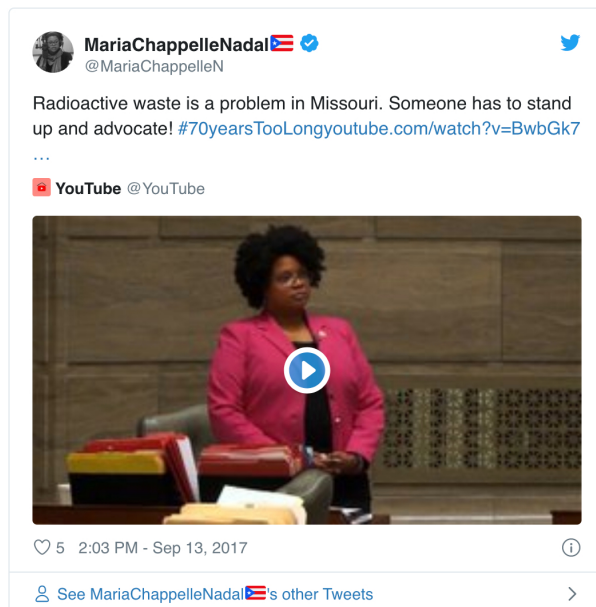 MariaChappelleNadal🇵🇷
@MariaChappelleN
Radioactive waste is a problem in Missouri. Someone has to stand
up and advocate! #70yearsTooLongyoutube.com/watch?v=BwbGk7
…
YouTube @YouTube
5 2:03 PM - Sep 13, 2017
See MariaChappelleNadal🇵🇷's other Tweets